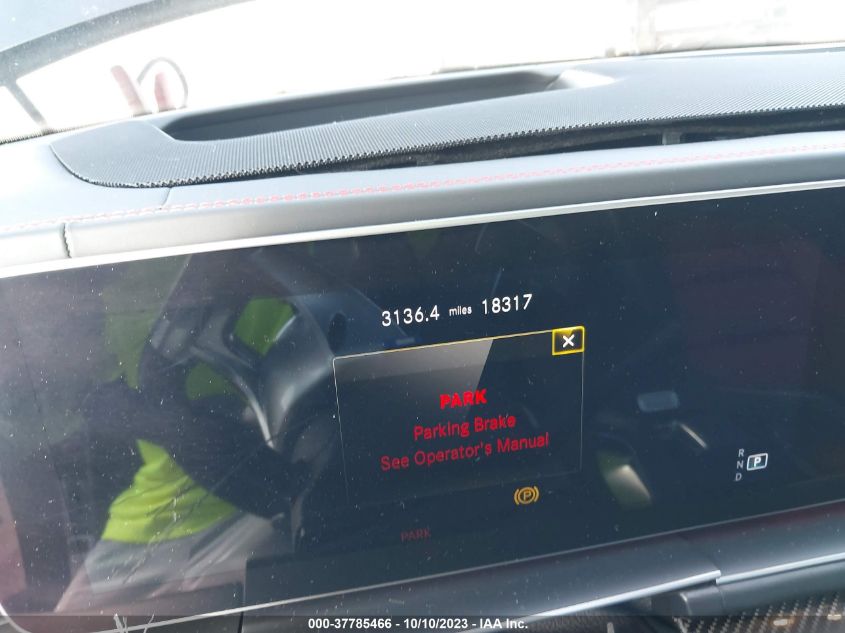 3136.4 miles 18317
PARK
Parking Brake
See Operator's Manual
R
N P
D
(P)
PARK
000-37785466 - 10/10/2023 - IAA Inc.